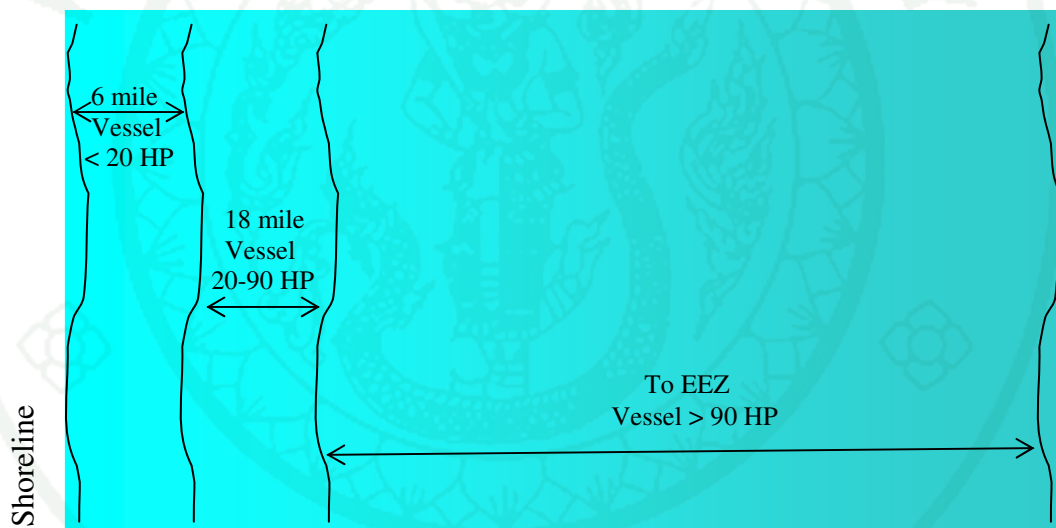 6 mile
Vessel
< 20 HP
18 mile
Vessel
20-90 HP
To EEZ
Vessel > 90 HP
Shoreline